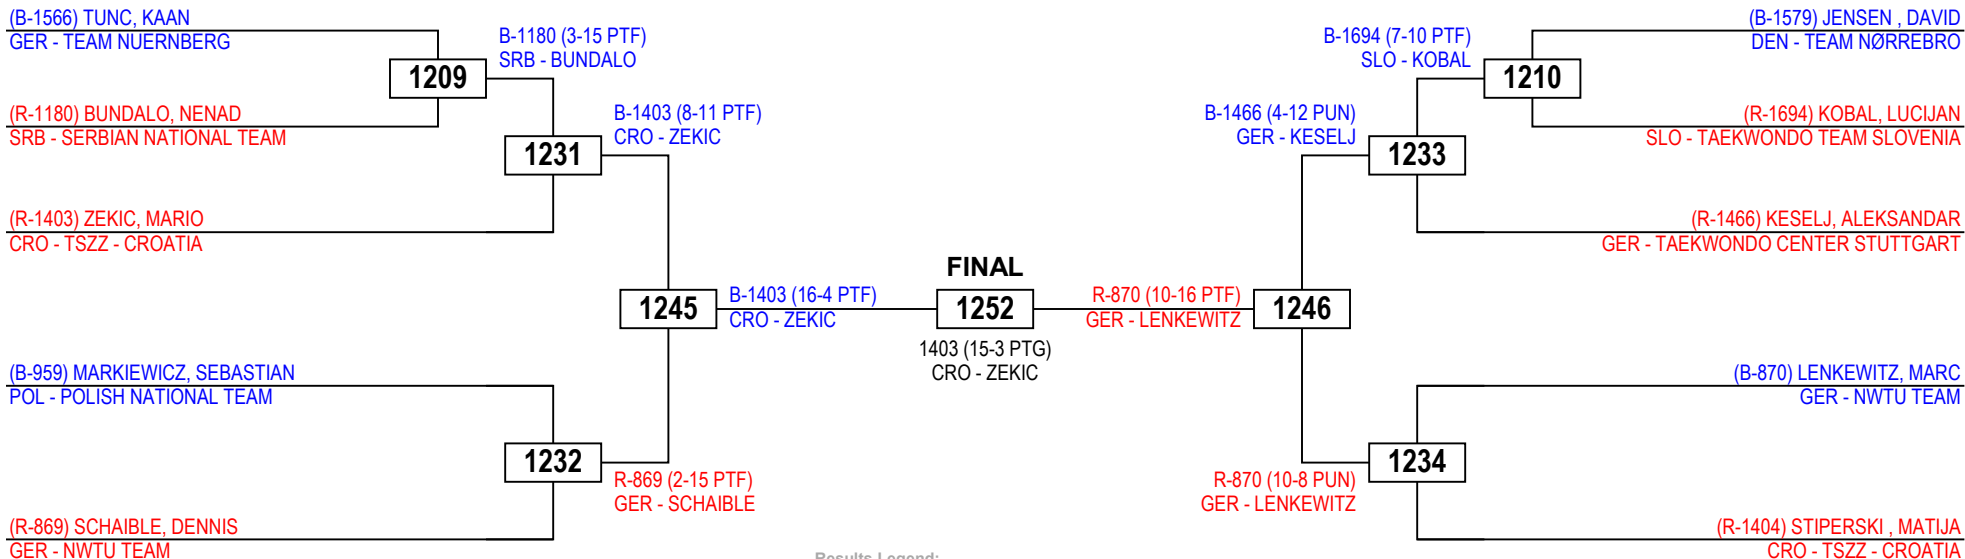 (B-1566) TUNC, KAAN
GER - TEAM NUERNBERG
1209
(R-1180) BUNDALO, NENAD
SRB - SERBIAN NATIONAL TEAM
B-1180 (3-15 PTF)
SRB - BUNDALO
1231
(R-1403) ZEKIC, MARIO
CRO - TSZZ - CROATIA
B-1403 (8-11 PTF)
CRO - ZEKIC
1245
B-1403 (16-4 PTF)
CRO - ZEKIC
(B-959) MARKIEWICZ, SEBASTIAN
POL - POLISH NATIONAL TEAM
1232
(R-869) SCHAIBLE, DENNIS
GER - NWTU TEAM
R-869 (2-15 PTF)
GER - SCHAIBLE
FINAL
1252
1403 (15-3 PTG)
CRO - ZEKIC
(B-1579) JENSEN , DAVID
DEN - TEAM NØRREBRO
1210
(R-1694) KOBAL, LUCIJAN
SLO - TAEKWONDO TEAM SLOVENIA
B-1694 (7-10 PTF)
SLO - KOBAL
1233
(R-1466) KESELJ, ALEKSANDAR
GER - TAEKWONDO CENTER STUTTGART
B-1466 (4-12 PUN)
GER - KESELJ
1246
R-870 (10-16 PTF)
GER - LENKEWITZ
(B-870) LENKEWITZ, MARC
GER - NWTU TEAM
1234
(R-1404) STIPERSKI , MATIJA
CRO - TSZZ - CROATIA
R-870 (10-8 PUN)
GER - LENKEWITZ
Results Legend: